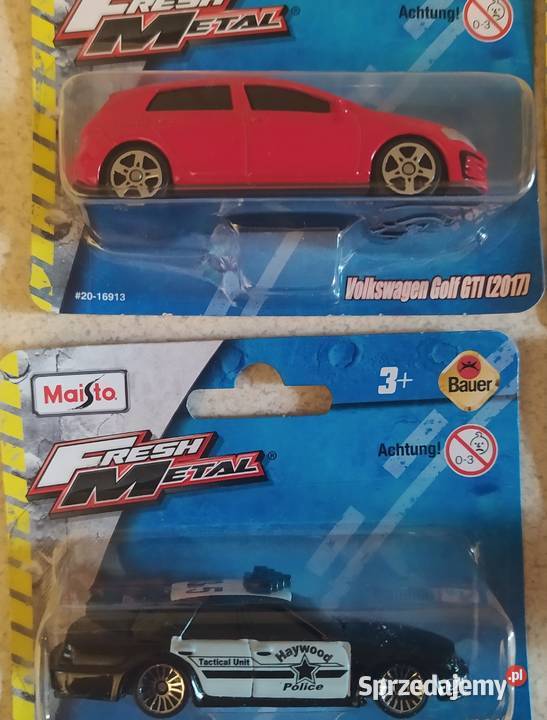 FRESH
METAL®
Achtung!
0-3
#20-16913
Volkswagen Golf GTI (2017)
Maisto®
3+
Bauer
FRESH
METAL®
Achtung!
0-3
Tactical Unit
Haywood
Police
Sprzedajemy.pl